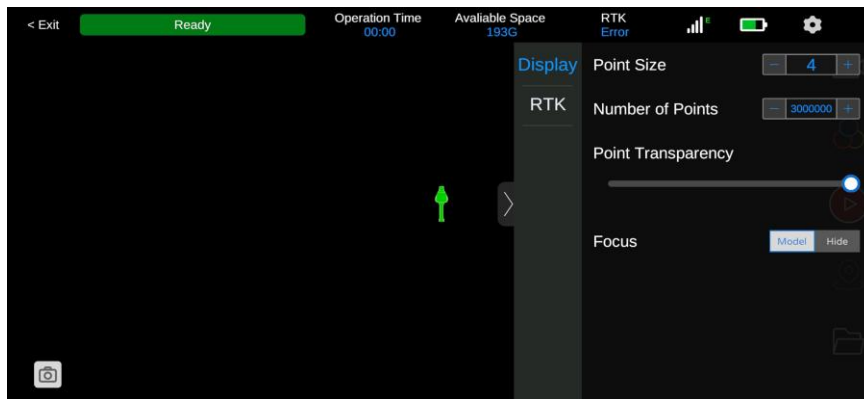 < Exit
Ready
Operation Time
00:00
Avaliable Space
193G
RTK
Error
E
Display
RTK
Point Size
− 4 +
Number of Points
− 3000000 +
Point Transparency
Focus
Model Hide